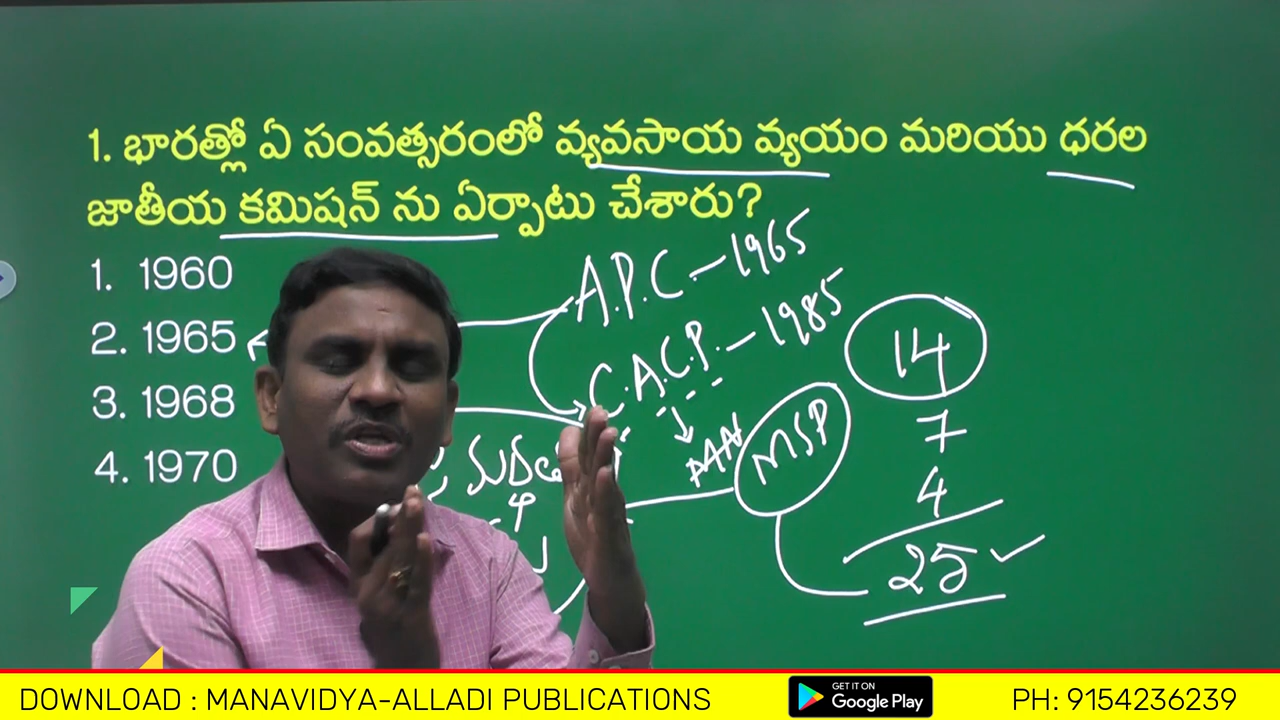 1. భారత్లో ఏ సంవత్సరంలో వ్యవసాయ వ్యయం మరియు ధరల
జాతీయ కమిషన్ ను ఏర్పాటు చేశారు?
1. 1960
2. 1965
3. 1968
4. 1970
A.P.C. - 1965
C.A.C.P. - 1985
MSP
14
7
4
25
DOWNLOAD : MANAVIDYA-ALLADI PUBLICATIONS
GET IT ON
Google Play
PH: 9154236239